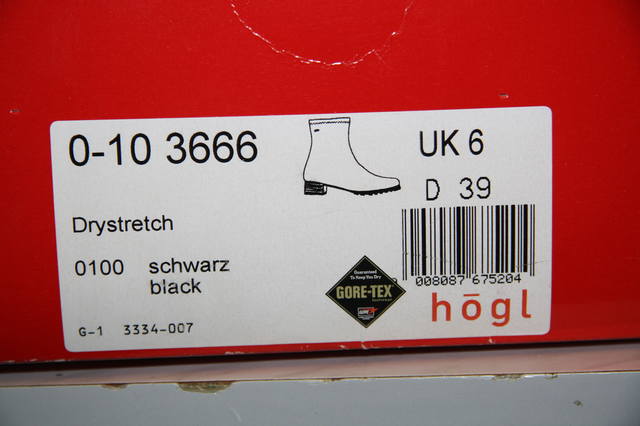 0-10 3666
UK 6
D 39
Drystretch
0100 schwarz
black
G-1 3334-007
Guaranteed
To Keep You Dry
GORE-TEX
008087 675204
högl